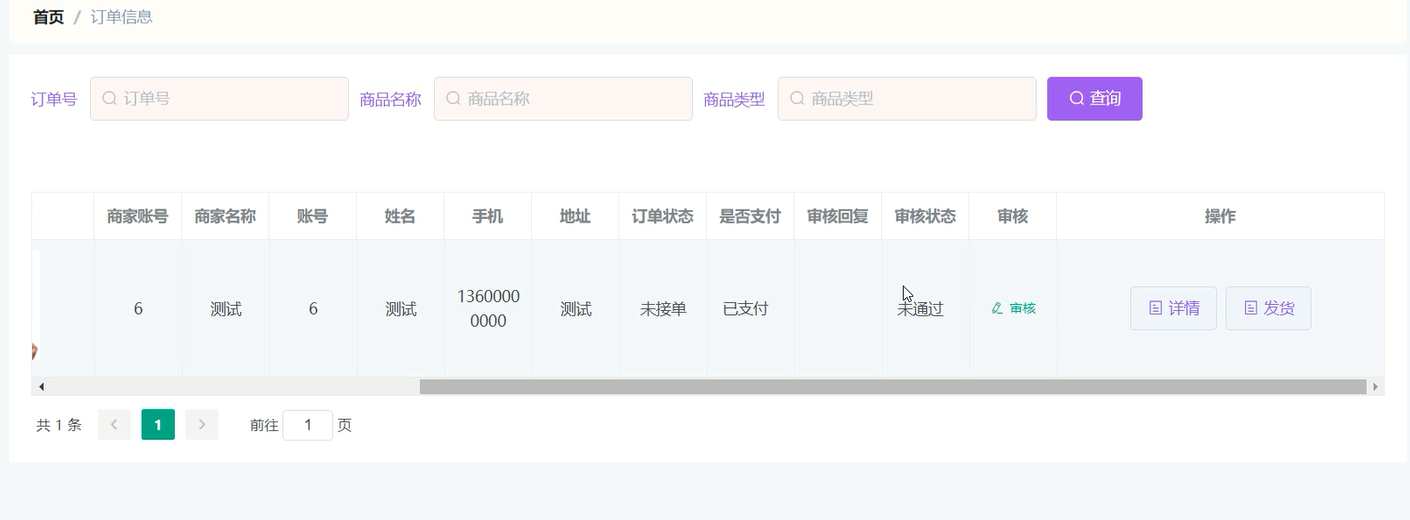 首页 / 订单信息
订单号 订单号 商品名称 商品名称 商品类型 商品类型 查询
商家账号 商家名称 账号 姓名 手机 地址 订单状态 是否支付 审核回复 审核状态 审核 操作
6 测试 6 测试 1360000 测试 未接单 已支付 未通过 审核 详情 发货
0000
共 1 条 1 前往 1 页